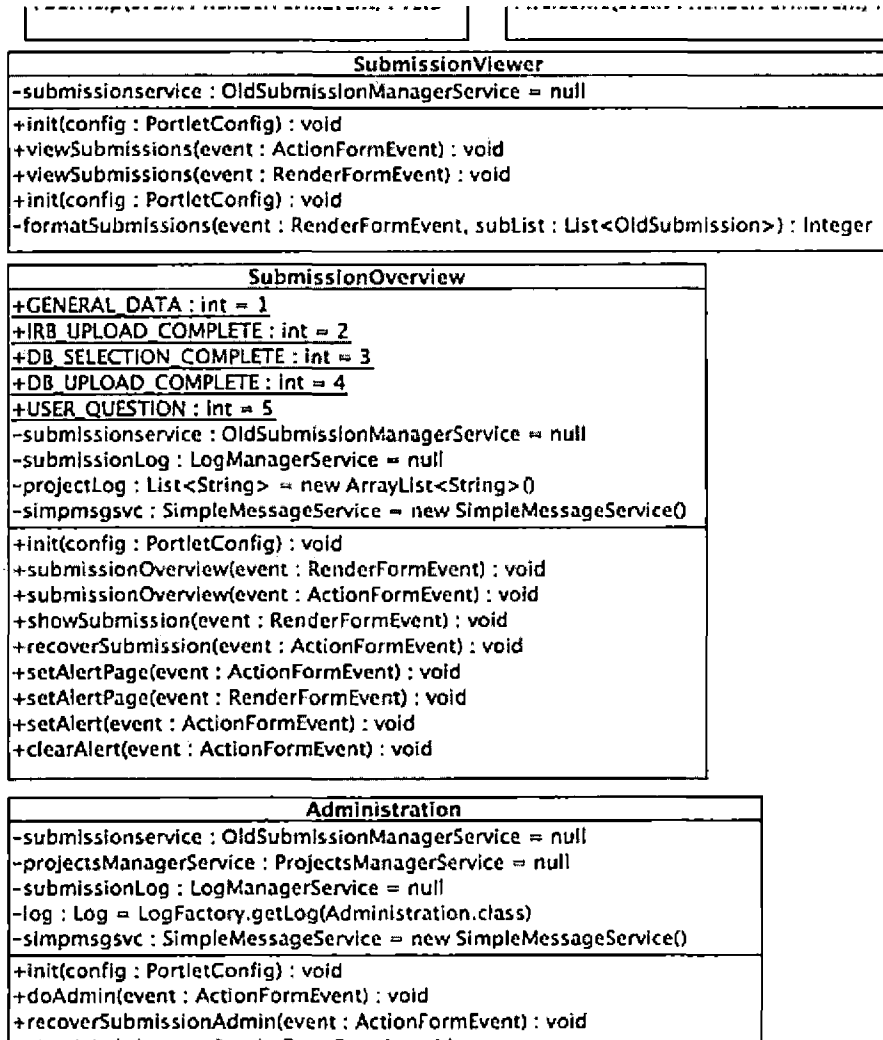 SubmissionViewer
-submissionservice : OldSubmissionManagerService = null
+init(config : PortletConfig) : void
+viewSubmissions(event : ActionFormEvent) : void
+viewSubmissions(event : RenderFormEvent) : void
+init(config : PortletConfig) : void
-formatSubmissions(event : RenderFormEvent, subList : List<OldSubmission>) : Integer
SubmissionOverview
+GENERAL_DATA : int = 1
+IRB_UPLOAD_COMPLETE : int = 2
+DB_SELECTION_COMPLETE : int = 3
+DB_UPLOAD_COMPLETE : int = 4
+USER_QUESTION : int = 5
-submissionservice : OldSubmissionManagerService = null
-submissionLog : LogManagerService = null
-projectLog : List<String> = new ArrayList<String>()
-simpmsgsvc : SimpleMessageService = new SimpleMessageService()
+init(config : PortletConfig) : void
+submissionOverview(event : RenderFormEvent) : void
+submissionOverview(event : ActionFormEvent) : void
+showSubmission(event : RenderFormEvent) : void
+recoverSubmission(event : ActionFormEvent) : void
+setAlertPage(event : ActionFormEvent) : void
+setAlertPage(event : RenderFormEvent) : void
+setAlert(event : ActionFormEvent) : void
+clearAlert(event : ActionFormEvent) : void
Administration
-submissionservice : OldSubmissionManagerService = null
-projectsManagerService : ProjectsManagerService = null
-submissionLog : LogManagerService = null
-log : Log = LogFactory.getLog(Administration.class)
-simpmsgsvc : SimpleMessageService = new SimpleMessageService()
+init(config : PortletConfig) : void
+doAdmin(event : ActionFormEvent) : void
+recoverSubmissionAdmin(event : ActionFormEvent) : void